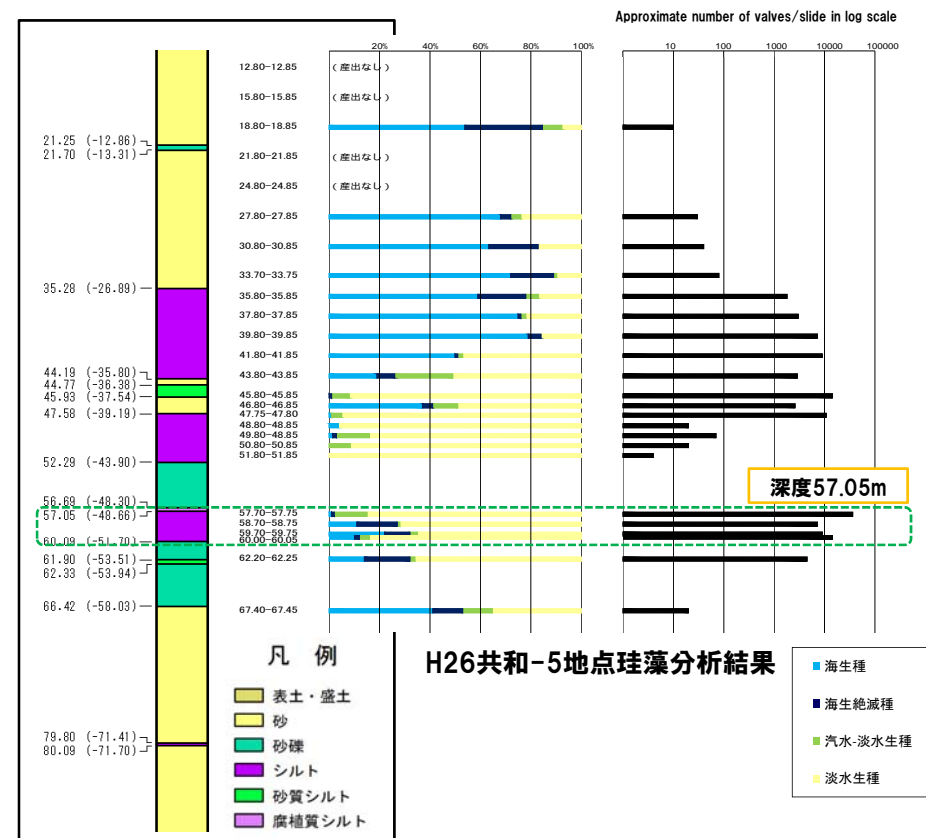 Approximate number of valves/slide in log scale
20% 40% 60% 80% 100%
10 100 1000 10000 100000
12.80-12.85 (産出なし)
15.80-15.85 (産出なし)
18.80-18.85
21.25 (-12.86)
21.70 (-13.31)
21.80-21.85 (産出なし)
24.80-24.85 (産出なし)
27.80-27.85
30.80-30.85
33.70-33.75
35.28 (-26.89)
35.80-35.85
37.80-37.85
39.80-39.85
41.80-41.85
44.19 (-35.80)
43.80-43.85
44.77 (-36.38)
45.93 (-37.54)
45.80-45.85
46.80-46.85
47.58 (-39.19)
47.75-47.80
48.80-48.85
49.80-48.85
50.80-50.85
51.80-51.85
52.29 (-43.90)
深度57.05m
56.69 (-48.30)
57.05 (-48.66)
57.70-57.75
58.70-58.75
59.70-59.75
60.00-60.05
60.09 (-51.70)
61.90 (-53.51)
62.20-62.25
62.33 (-53.94)
66.42 (-58.03)
67.40-67.45
79.80 (-71.41)
80.09 (-71.70)
凡 例
表土・盛土
砂
砂礫
シルト
砂質シルト
腐植質シルト
H26共和-5地点珪藻分析結果
海生種
海生絶滅種
汽水-淡水生種
淡水生種